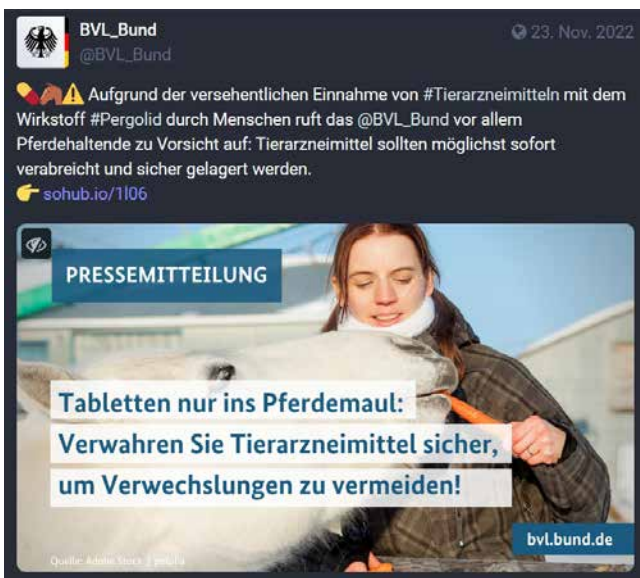 BVL_Bund
@BVL_Bund
23. Nov. 2022
Aufgrund der versehentlichen Einnahme von #Tierarzneimitteln mit dem
Wirkstoff #Pergolid durch Menschen ruft das @BVL_Bund vor allem
Pferdehaltende zu Vorsicht auf: Tierarzneimittel sollten möglichst sofort
verabreicht und sicher gelagert werden.
sohub.io/1l06
PRESSEMITTEILUNG
Tabletten nur ins Pferdemaul:
Verwahren Sie Tierarzneimittel sicher,
um Verwechslungen zu vermeiden!
bvl.bund.de
Quelle: Adobe Stock